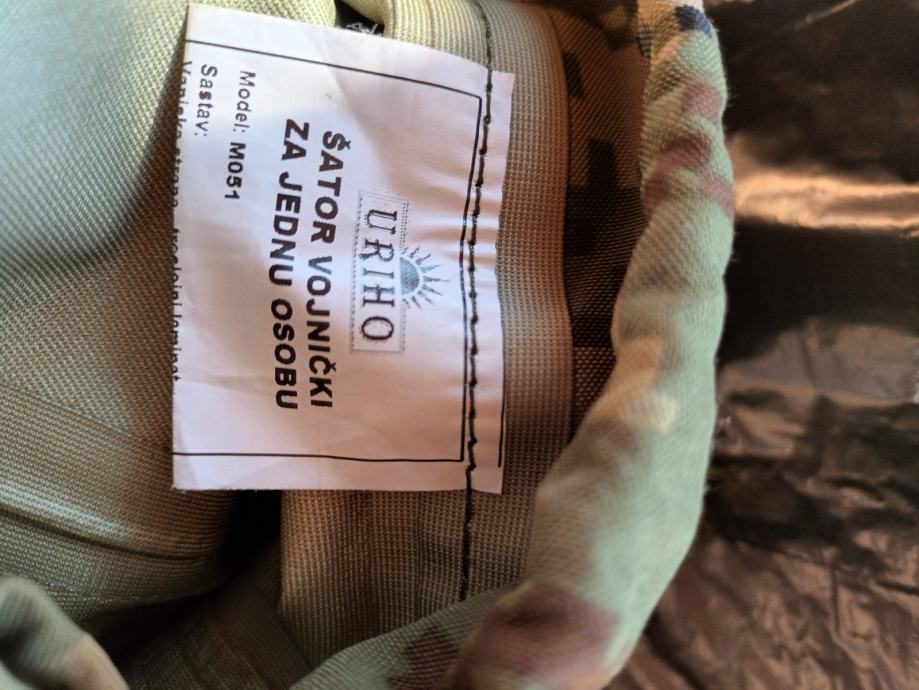 URIHO
ŠATOR VOJNIČKI
ZA JEDNU OSOBU
Model: M051
Sastav: